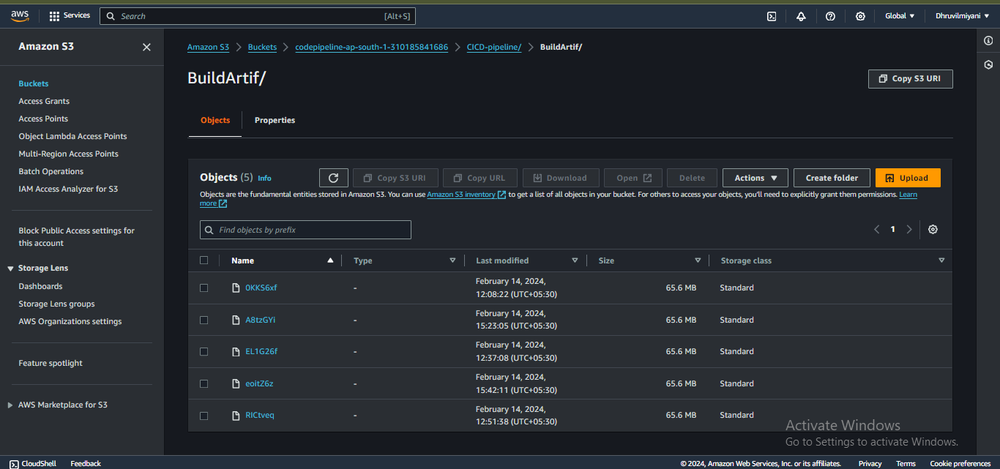 aws
Services
Search
[Alt+S]
Global ▼
Dhruvilmiyani ▼
Amazon S3
Buckets
Access Grants
Access Points
Object Lambda Access Points
Multi-Region Access Points
Batch Operations
IAM Access Analyzer for S3
Block Public Access settings for
this account
Storage Lens
Dashboards
Storage Lens groups
AWS Organizations settings
Feature spotlight
AWS Marketplace for S3
Amazon S3 > Buckets > codepipeline-ap-south-1-310185841686 > CICD-pipeline/ > BuildArtif/
BuildArtif/
Copy S3 URI
Objects
Properties
Objects (5) Info
Copy S3 URI
Copy URL
Download
Open
Delete
Actions ▼
Create folder
Upload
Objects are the fundamental entities stored in Amazon S3. You can use Amazon S3 inventory to get a list of all objects in your bucket. For others to access your objects, you'll need to explicitly grant them permissions. Learn
more
Find objects by prefix
1
Name Type Last modified Size Storage class
0KKS6xf - February 14, 2024, 65.6 MB Standard
12:08:22 (UTC+05:30)
A8tzGYi - February 14, 2024, 65.6 MB Standard
15:23:05 (UTC+05:30)
EL1G26f - February 14, 2024, 65.6 MB Standard
12:37:08 (UTC+05:30)
eoitZ6z - February 14, 2024, 65.6 MB Standard
15:42:11 (UTC+05:30)
RICtveq - February 14, 2024, 65.6 MB Standard
12:51:38 (UTC+05:30)
Activate Windows
Go to Settings to activate Windows.
CloudShell
Feedback
© 2024, Amazon Web Services, Inc. or its affiliates.
Privacy
Terms
Cookie preferences